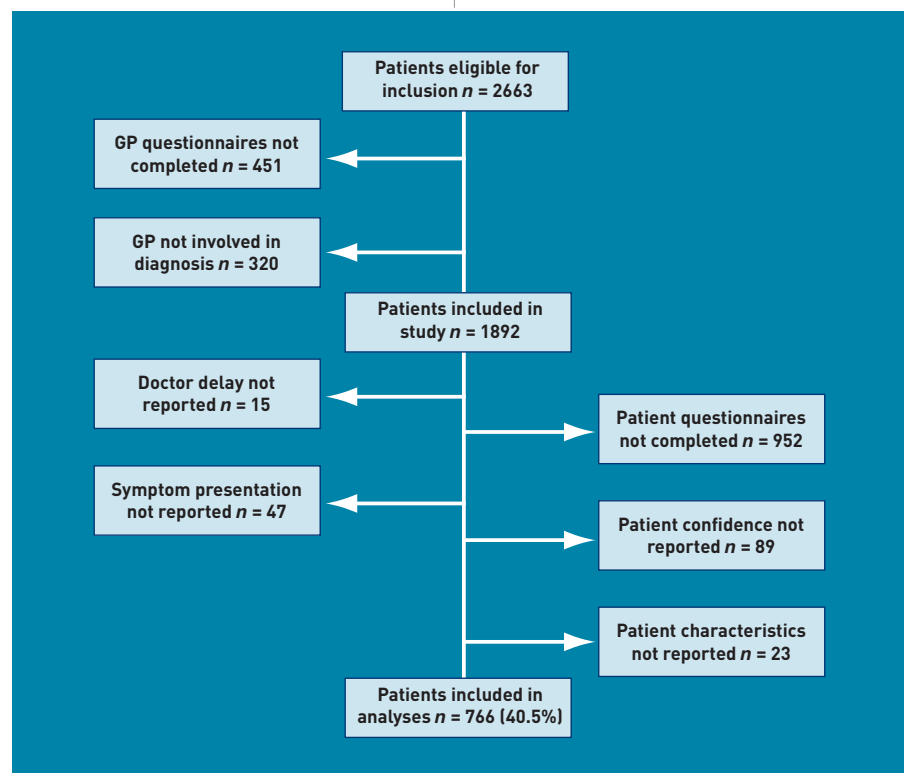 Patients eligible for
inclusion n = 2663
GP questionnaires not
completed n = 451
GP not involved in
diagnosis n = 320
Patients included in
study n = 1892
Doctor delay not
reported n = 15
Patient questionnaires
not completed n = 952
Symptom presentation
not reported n = 47
Patient confidence not
reported n = 89
Patient characteristics
not reported n = 23
Patients included in
analyses n = 766 (40.5%)